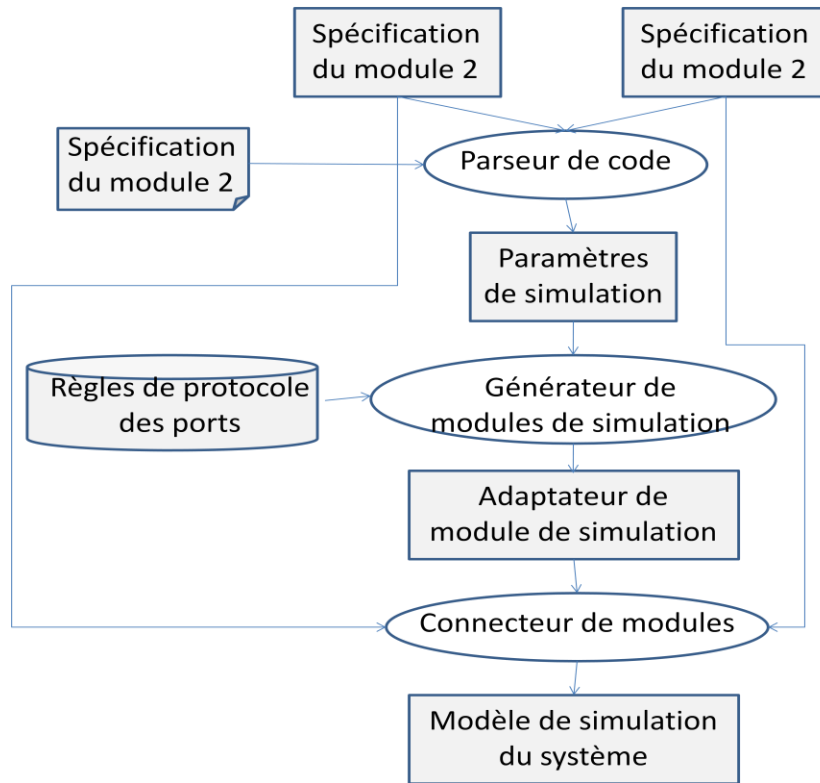 Spécification
du module 2
Spécification
du module 2
Spécification
du module 2
Parseur de code
Paramètres
de simulation
Règles de protocole
des ports
Générateur de
modules de simulation
Adaptateur de
module de simulation
Connecteur de modules
Modèle de simulation
du système